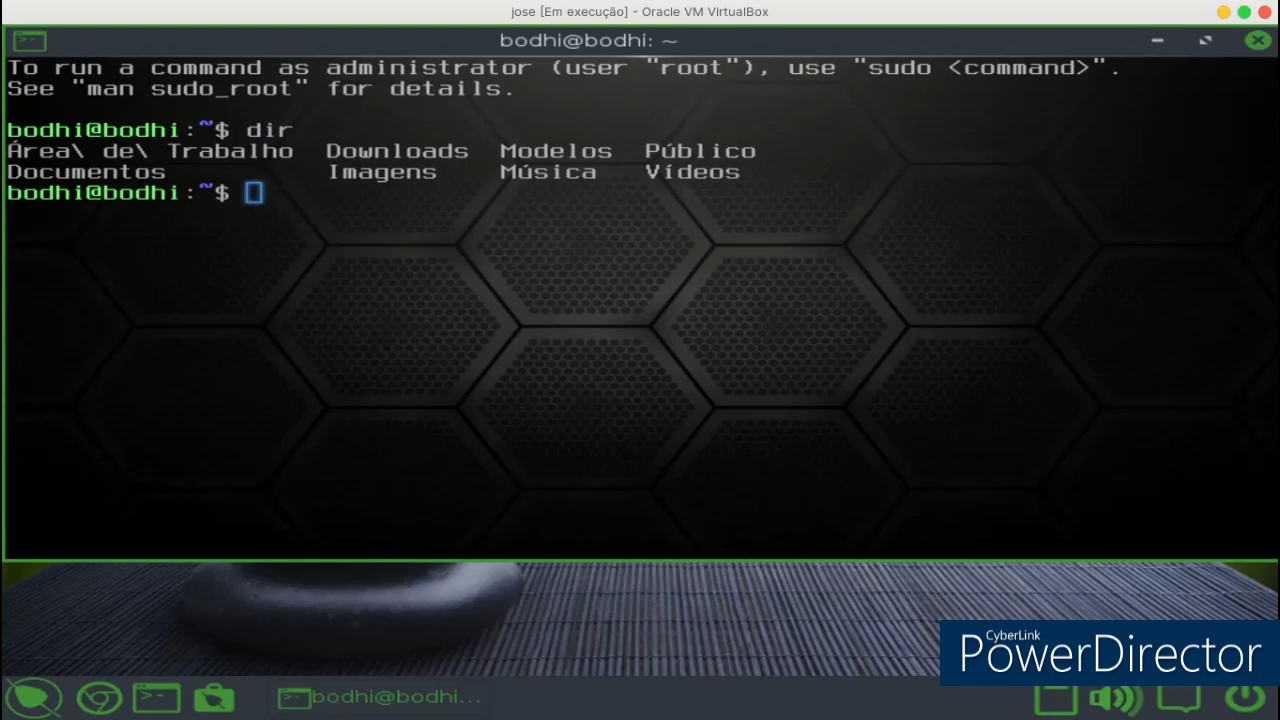 jose [Em execução] - Oracle VM VirtualBox
bodhi@bodhi: ~
To run a command as administrator (user "root"), use "sudo <command>".
See "man sudo_root" for details.
bodhi@bodhi:~$ dir
Área\ de\ Trabalho  Downloads  Modelos  Público
Documentos          Imagens    Música   Vídeos
bodhi@bodhi:~$
CyberLink
PowerDirector
bodhi@bodhi...